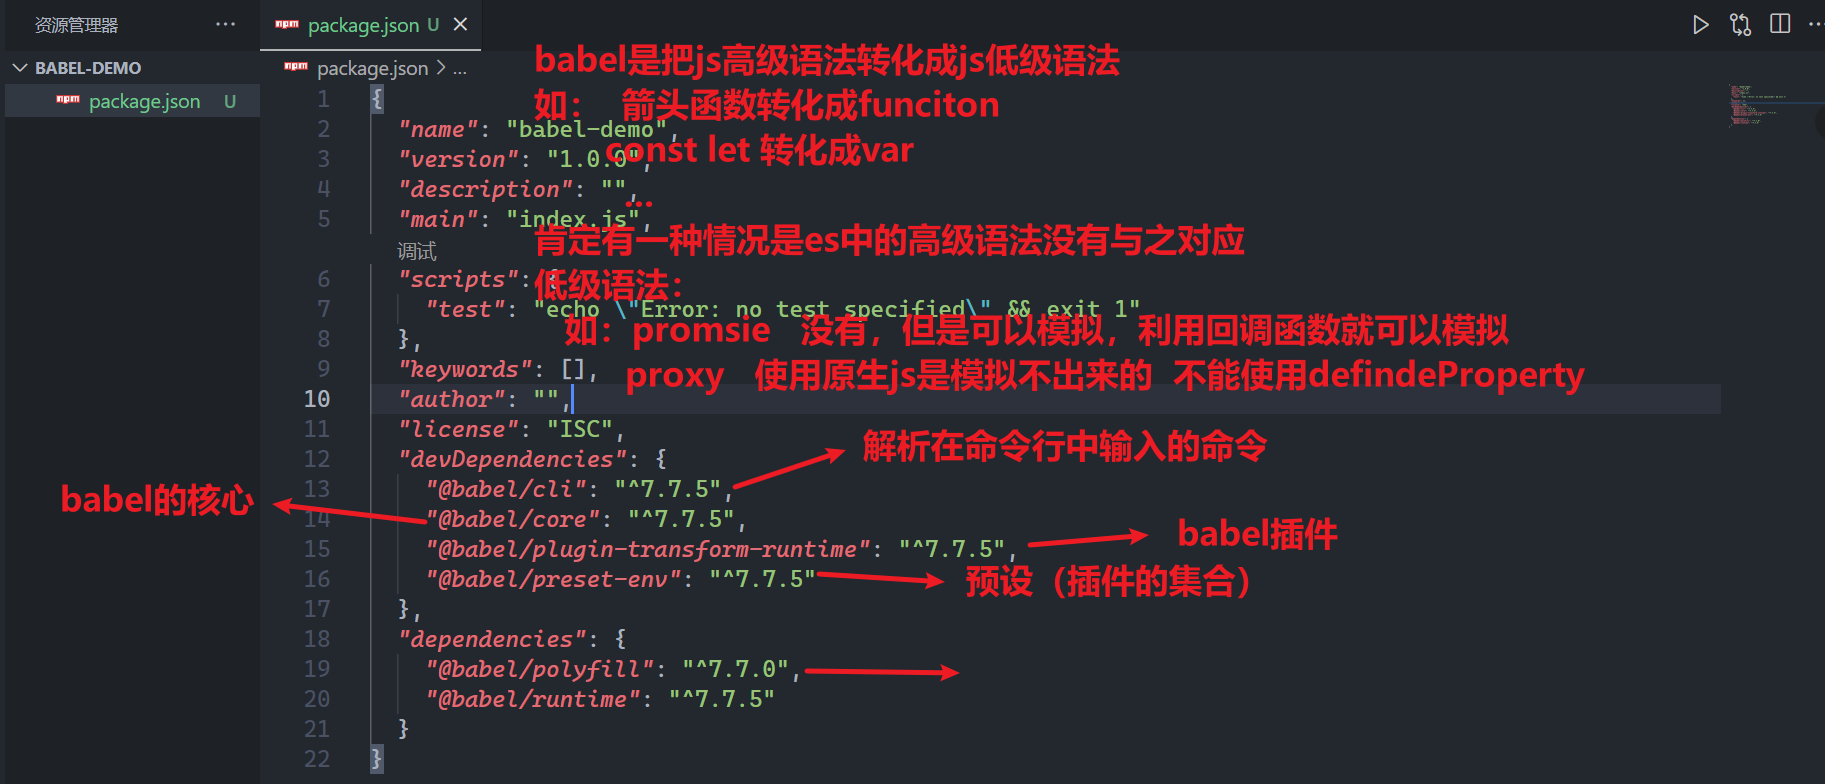 资源管理器 ...
package.json U ×
BABEL-DEMO
package.json U
package.json > ...
babel是把js高级语法转化成js低级语法
如： 箭头函数转化成funciton
const let 转化成var
...
肯定有一种情况是es中的高级语法没有与之对应
低级语法：
如：promsie 没有，但是可以模拟，利用回调函数就可以模拟
proxy 使用原生js是模拟不出来的 不能使用defindeProperty
1 {
2 "name": "babel-demo",
3 "version": "1.0.0",
4 "description": "",
5 "main": "index.js",
调试
6 "scripts": {
7 "test": "echo \"Error: no test specified\" && exit 1"
8 },
9 "keywords": [],
10 "author": "",
11 "license": "ISC",
12 "devDependencies": {
13 "@babel/cli": "^7.7.5",
解析在命令行中输入的命令
14 "@babel/core": "^7.7.5",
babel的核心
15 "@babel/plugin-transform-runtime": "^7.7.5",
babel插件
16 "@babel/preset-env": "^7.7.5"
预设（插件的集合）
17 },
18 "dependencies": {
19 "@babel/polyfill": "^7.7.0",
20 "@babel/runtime": "^7.7.5"
21 }
22 }